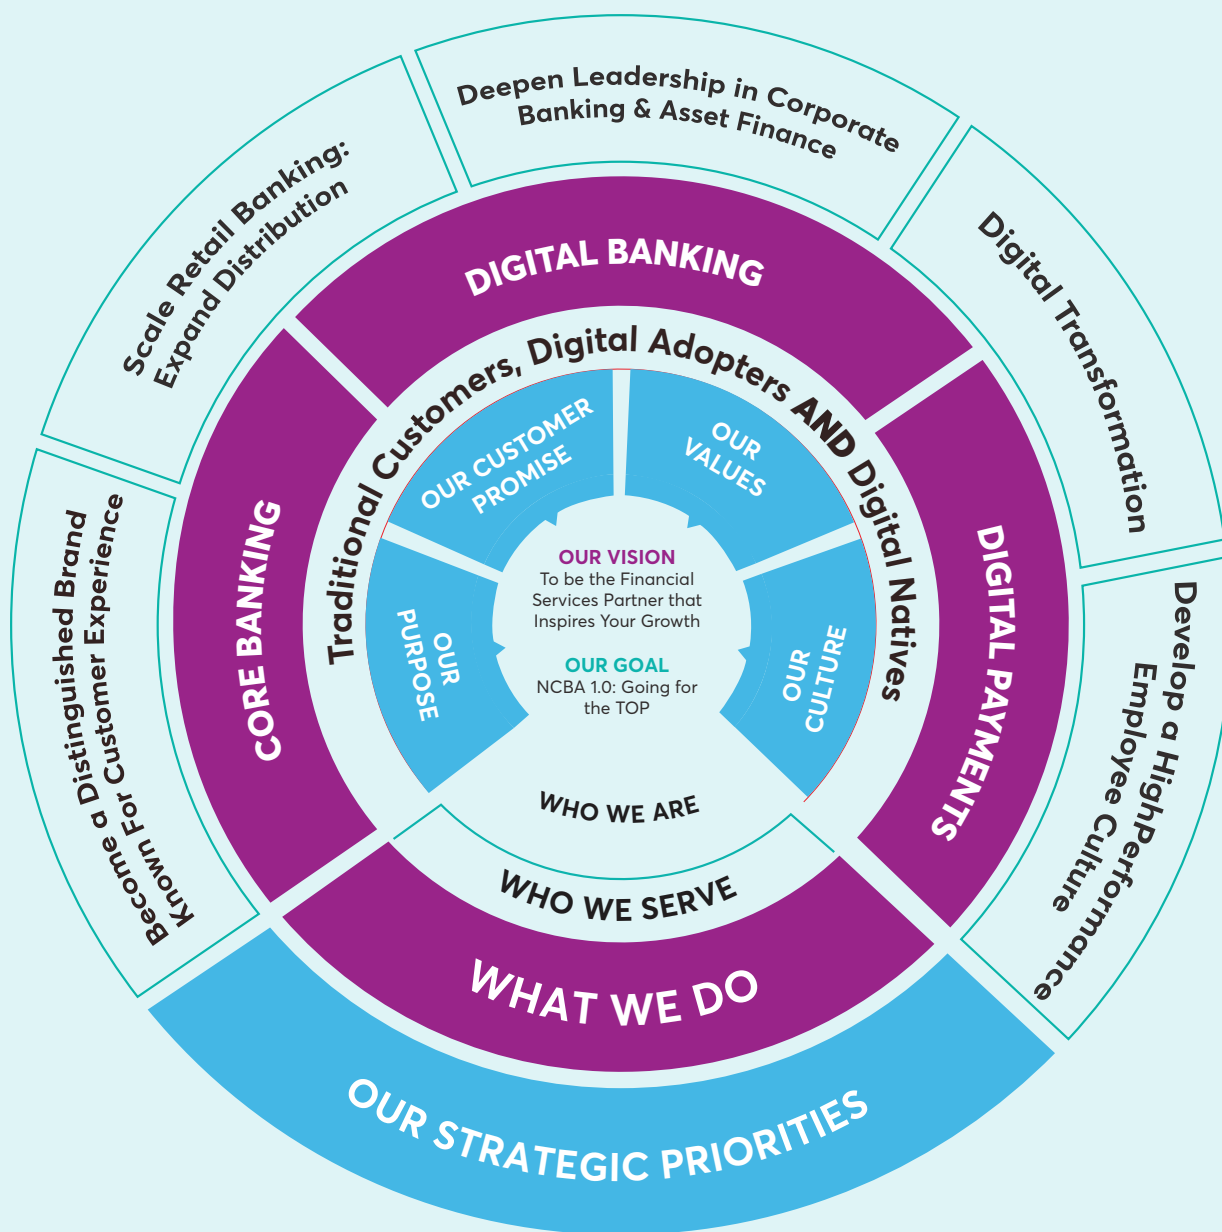 Deepen Leadership in Corporate
Banking & Asset Finance
Scale Retail Banking:
Expand Distribution
Digital Transformation
Become a Distinguished Brand
Known For Customer Experience
Develop a HighPerformance
Employee Culture
DIGITAL BANKING
CORE BANKING
DIGITAL PAYMENTS
Traditional Customers, Digital Adopters AND Digital Natives
OUR CUSTOMER
PROMISE
OUR
VALUES
OUR
PURPOSE
OUR
CULTURE
OUR VISION
To be the Financial
Services Partner that
Inspires Your Growth
OUR GOAL
NCBA 1.0: Going for
the TOP
WHO WE ARE
WHO WE SERVE
WHAT WE DO
OUR STRATEGIC PRIORITIES